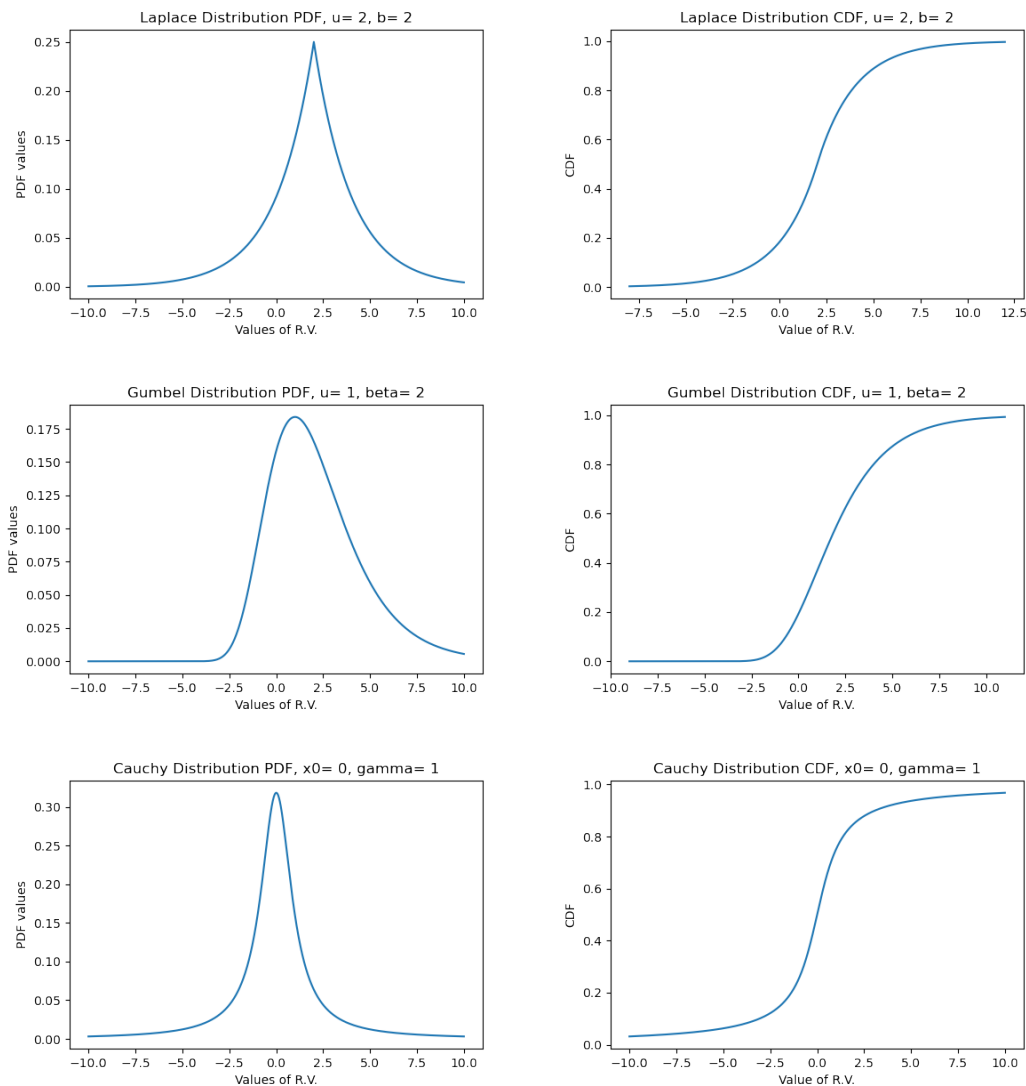 Laplace Distribution PDF, u= 2, b= 2
0.25
0.20
0.15
0.10
0.05
0.00
PDF values
−10.0 −7.5 −5.0 −2.5 0.0 2.5 5.0 7.5 10.0
Values of R.V.
Laplace Distribution CDF, u= 2, b= 2
1.0
0.8
0.6
0.4
0.2
0.0
CDF
−7.5 −5.0 −2.5 0.0 2.5 5.0 7.5 10.0 12.5
Value of R.V.
Gumbel Distribution PDF, u= 1, beta= 2
0.175
0.150
0.125
0.100
0.075
0.050
0.025
0.000
PDF values
−10.0 −7.5 −5.0 −2.5 0.0 2.5 5.0 7.5 10.0
Values of R.V.
Gumbel Distribution CDF, u= 1, beta= 2
1.0
0.8
0.6
0.4
0.2
0.0
CDF
−10.0 −7.5 −5.0 −2.5 0.0 2.5 5.0 7.5 10.0
Value of R.V.
Cauchy Distribution PDF, x0= 0, gamma= 1
0.30
0.25
0.20
0.15
0.10
0.05
0.00
PDF values
−10.0 −7.5 −5.0 −2.5 0.0 2.5 5.0 7.5 10.0
Values of R.V.
Cauchy Distribution CDF, x0= 0, gamma= 1
1.0
0.8
0.6
0.4
0.2
0.0
CDF
−10.0 −7.5 −5.0 −2.5 0.0 2.5 5.0 7.5 10.0
Value of R.V.